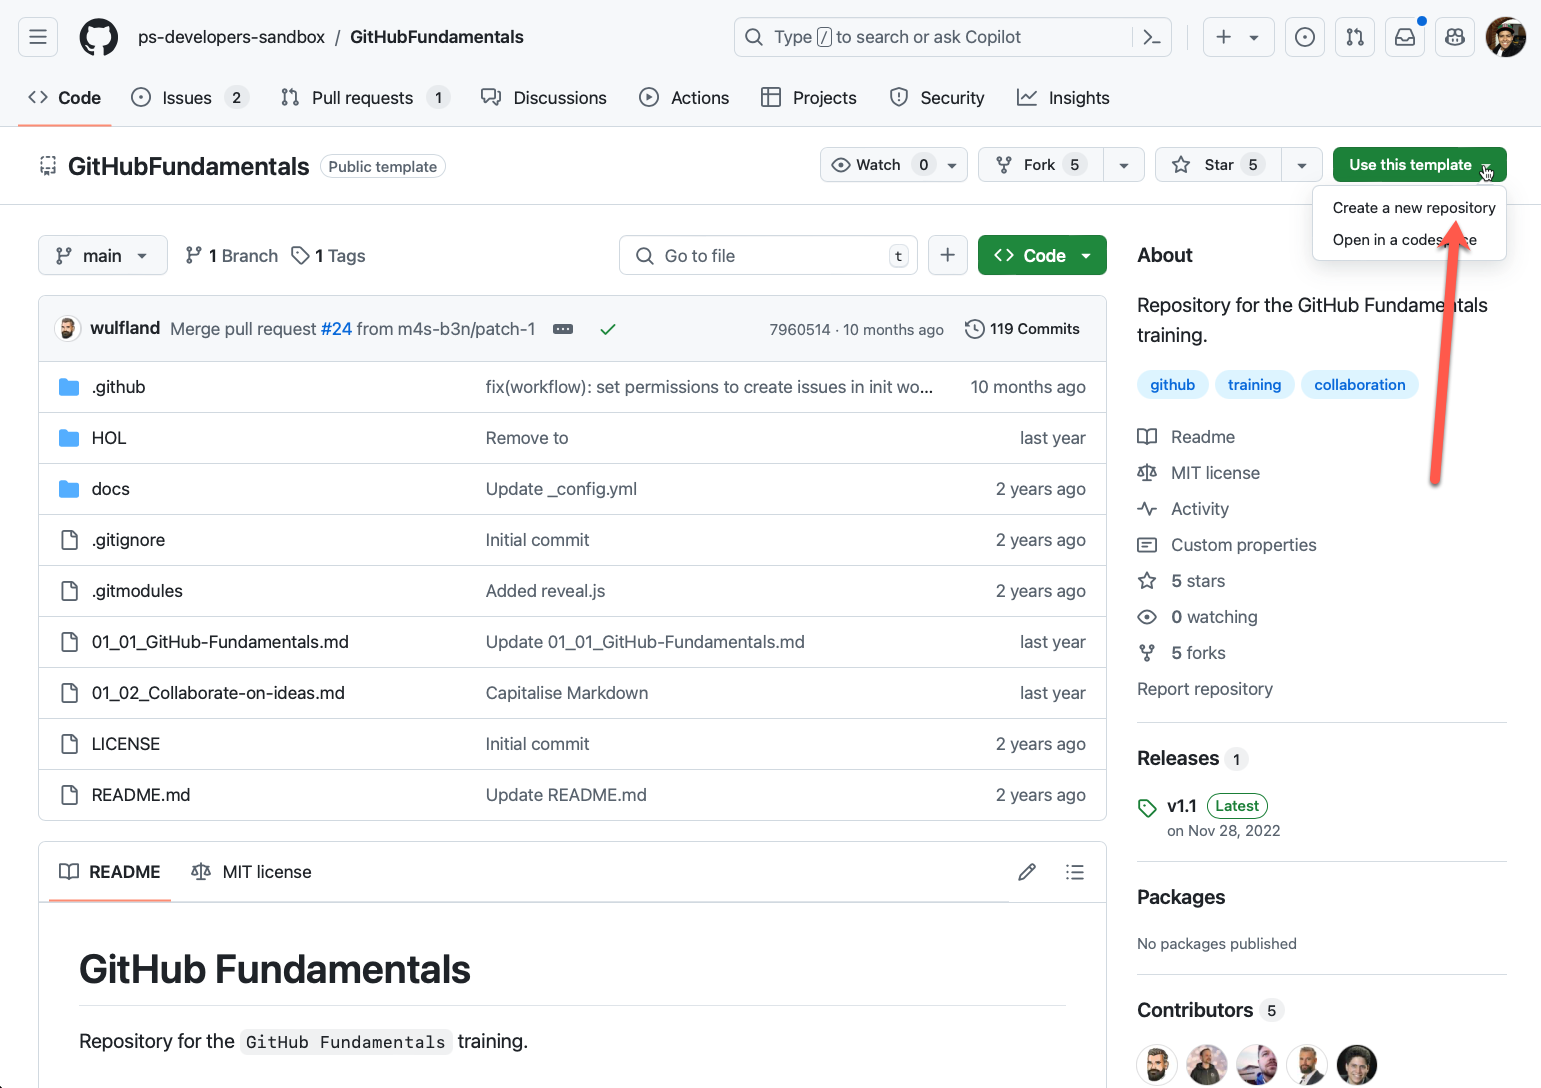 ps-developers-sandbox / GitHubFundamentals
Type / to search or ask Copilot
Code Issues 2 Pull requests 1 Discussions Actions Projects Security Insights
GitHubFundamentals Public template
Watch 0 Fork 5 Star 5 Use this template
Create a new repository
Open in a
main 1 Branch 1 Tags Go to file t Code
wulfland Merge pull request #24 from m4s-b3n/patch-1 7960514 · 10 months ago 119 Commits
.github fix(workflow): set permissions to create issues in init wo... 10 months ago
HOL Remove to last year
docs Update _config.yml 2 years ago
.gitignore Initial commit 2 years ago
.gitmodules Added reveal.js 2 years ago
01_01_GitHub-Fundamentals.md Update 01_01_GitHub-Fundamentals.md last year
01_02_Collaborate-on-ideas.md Capitalise Markdown last year
LICENSE Initial commit 2 years ago
README.md Update README.md 2 years ago
README MIT license
GitHub Fundamentals
Repository for the GitHub Fundamentals training.
About
Repository for the GitHub Fundamentals
training.
github training collaboration
Readme
MIT license
Activity
Custom properties
5 stars
0 watching
5 forks
Report repository
Releases 1
v1.1 Latest
on Nov 28, 2022
Packages
No packages published
Contributors 5